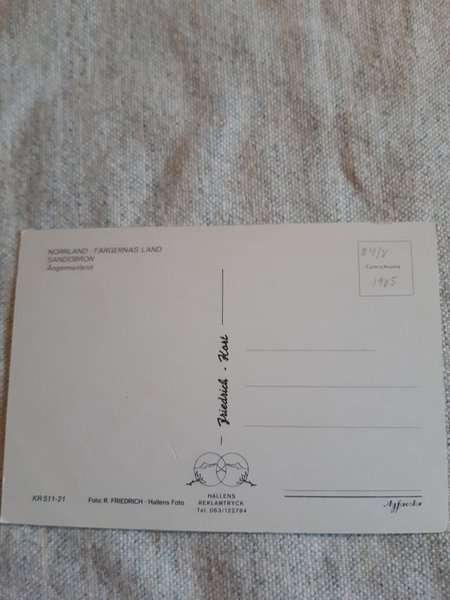 NORRLAND - FÄRGERNAS LAND
SANDÖBRON
Ångermanland
24/8
Camochrome
1985
Friedrich - Kort
KR 511-21
Foto: R. FRIEDRICH - Hallens Foto
HALLENS
REKLAMTRYCK
Tel. 063/122784